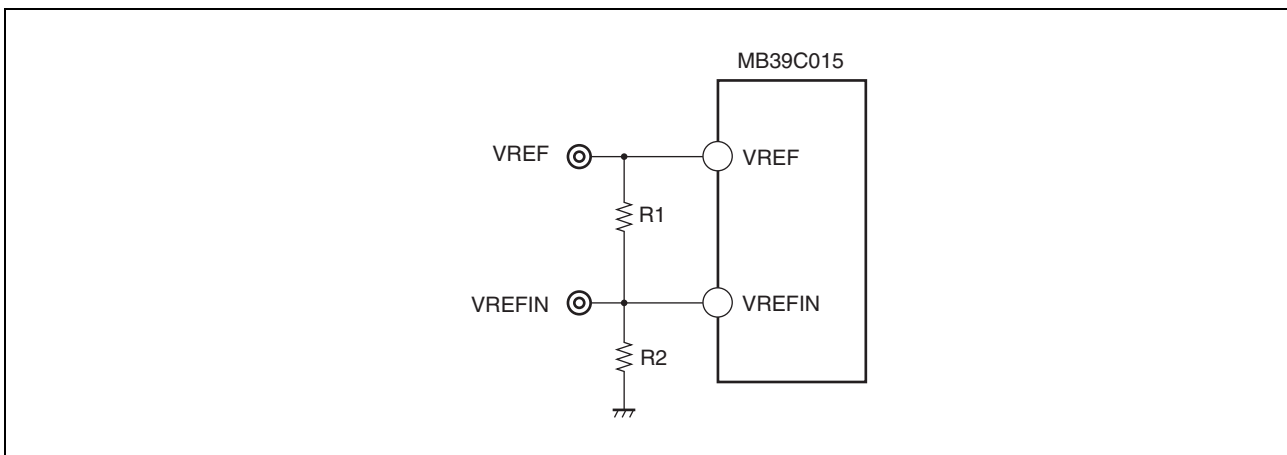 MB39C015
VREF
VREF
R1
VREFIN
VREFIN
R2